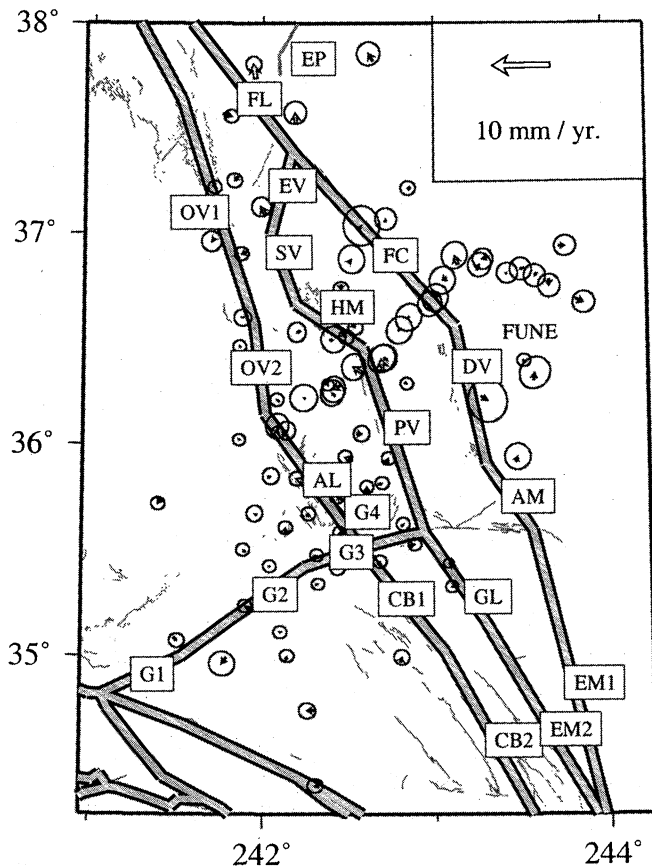 38°
EP
FL
10 mm / yr.
EV
OV1
37°
SV
FC
HM
FUNE
OV2
DV
PV
36°
AL
AM
G4
G3
G2
CB1
GL
35°
G1
EM1
EM2
CB2
242°
244°